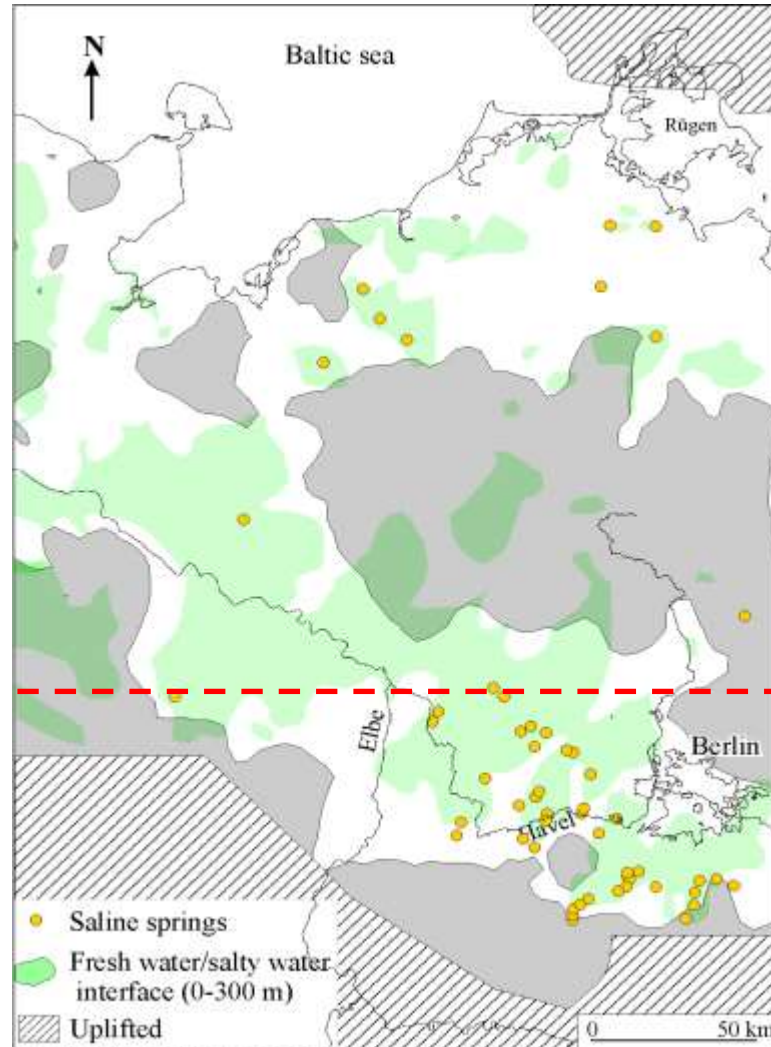 N
Baltic sea
Rügen
Elbe
Berlin
Havel
Saline springs
Fresh water/salty water
interface (0-300 m)
Uplifted
0 50 km